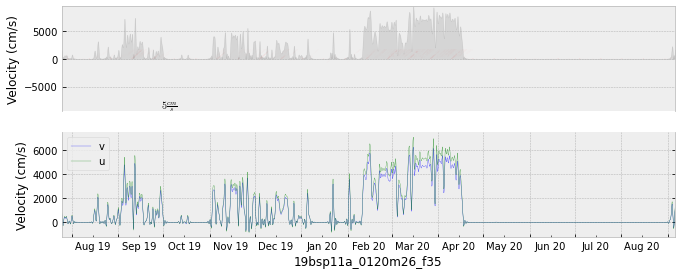 Velocity (cm/s)
5000
0
−5000
5 cm/s
Velocity (cm/s)
6000
4000
2000
0
v
u
Aug 19 Sep 19 Oct 19 Nov 19 Dec 19 Jan 20 Feb 20 Mar 20 Apr 20 May 20 Jun 20 Jul 20 Aug 20
19bsp11a_0120m26_f35